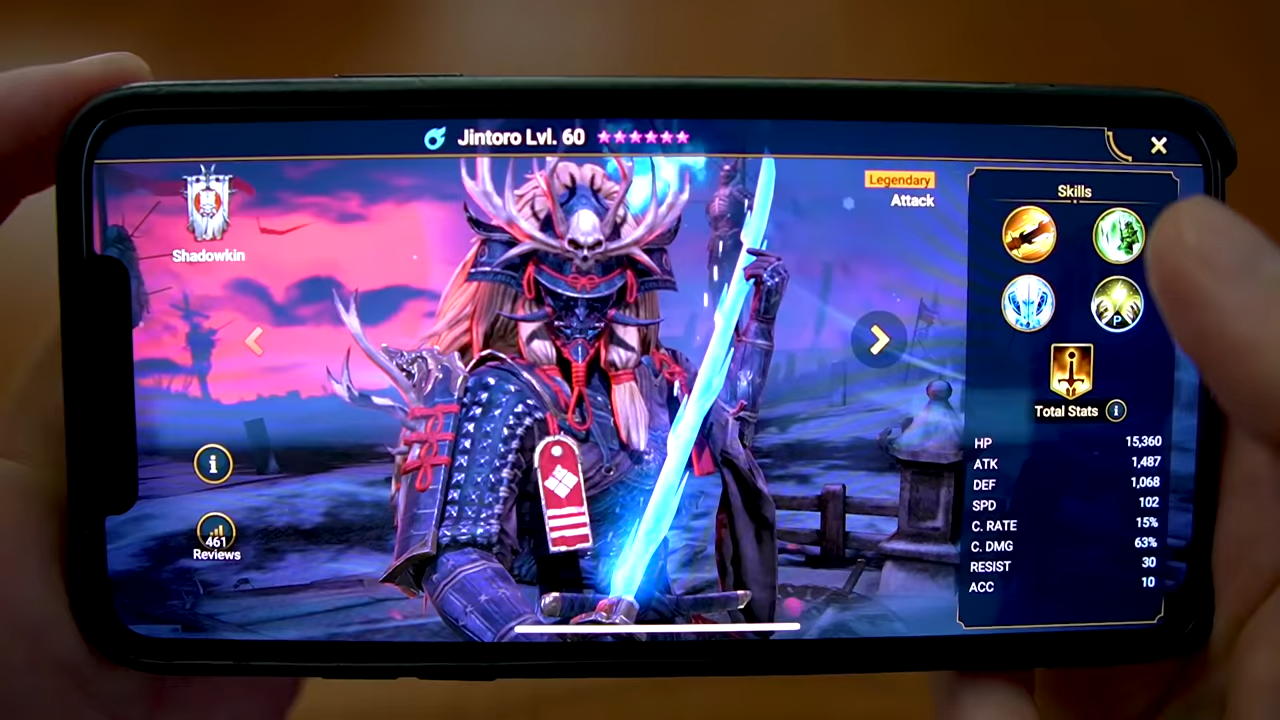 Jintoro Lvl. 60
Shadowkin
Legendary
Attack
461
Reviews
Skills
P
Total Stats
HP 15,360
ATK 1,487
DEF 1,068
SPD 102
C. RATE 15%
C. DMG 63%
RESIST 30
ACC 10